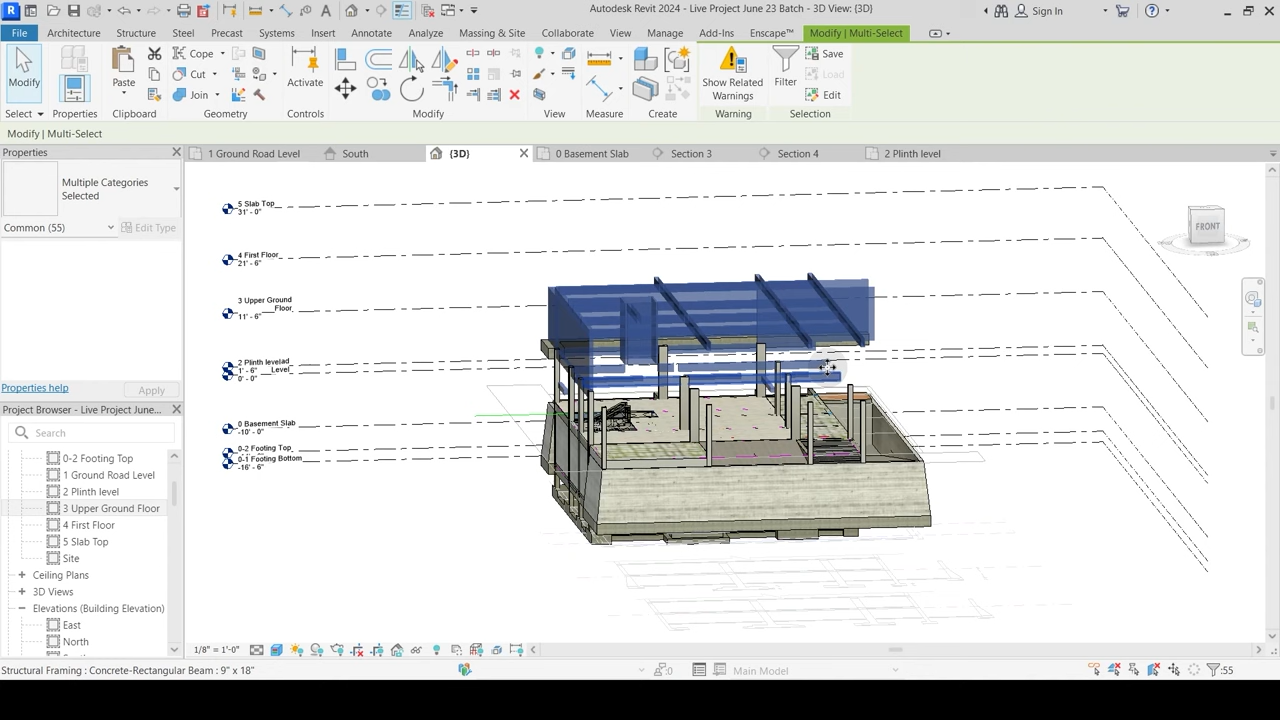 Autodesk Revit 2024 - Live Project June 23 Batch - 3D View: {3D}
Sign In
File Architecture Structure Steel Precast Systems Insert Annotate Analyze Massing & Site Collaborate View Manage Add-Ins Enscape™ Modify | Multi-Select
Modify
Paste
Cope
Cut
Join
Activate
Show Related
Warnings
Filter
Save
Load
Edit
Select Properties Geometry Controls Modify View Measure Create Warning Selection
Modify | Multi-Select
Properties
1 Ground Road Level South {3D} 0 Basement Slab Section 3 Section 4 2 Plinth level
Multiple Categories
Selected
Common (55)
Edit Type
Properties help
Apply
Project Browser - Live Project June...
Search
0-2 Footing Top
1 Ground Road Level
2 Plinth level
3 Upper Ground Floor
4 First Floor
5 Slab Top
Site
Ceiling Plans
3D Views
Elevations (Building Elevation)
East
North
5 Slab Top
31' - 0"
4 First Floor
21' - 6"
3 Upper Ground
Floor
11' - 6"
1' - 6"
Level
0' - 0"
0 Basement Slab
-10' - 0"
0-2 Footing Top
0-1 Footing Bottom
-16' - 6"
FRONT
1/8" = 1'-0"
Structural Framing : Concrete-Rectangular Beam : 9" x 18"
:0
Main Model
:55